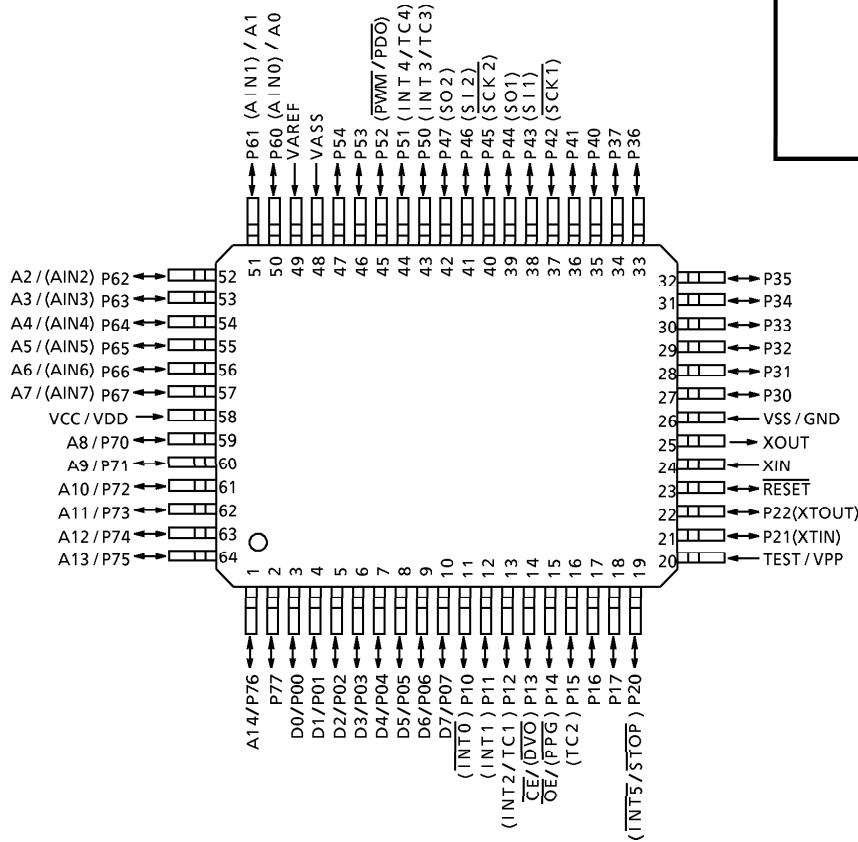 P61 (AIN1) / A1
P60 (AIN0) / A0
VAREF
VASS
P54
P53
P52 (PWM / PDO)
P51 (INT4 / TC4)
P50 (INT3 / TC3)
P47 (SO2)
P46 (SI2)
P45 (SCK2)
P44 (SO1)
P43 (SI1)
P42 (SCK1)
P41
P40
P37
P36
51 50 49 48 47 46 45 44 43 42 41 40 39 38 37 36 35 34 33
A2 / (AIN2) P62 52
A3 / (AIN3) P63 53
A4 / (AIN4) P64 54
A5 / (AIN5) P65 55
A6 / (AIN6) P66 56
A7 / (AIN7) P67 57
VCC / VDD 58
A8 / P70 59
A9 / P71 60
A10 / P72 61
A11 / P73 62
A12 / P74 63
A13 / P75 64
32 P35
31 P34
30 P33
29 P32
28 P31
27 P30
26 VSS / GND
25 XOUT
24 XIN
23 RESET
22 P22(XTOUT)
21 P21(XTIN)
20 TEST / VPP
1 2 3 4 5 6 7 8 9 10 11 12 13 14 15 16 17 18 19
A14/P76
P77
D0/P00
D1/P01
D2/P02
D3/P03
D4/P04
D5/P05
D6/P06
D7/P07
(INT0) P10
(INT1) P11
(INT2/TC1) P12
CE/(DVO) P13
OE/(PPG) P14
(TC2) P15
P16
P17
(INT5/STOP) P20